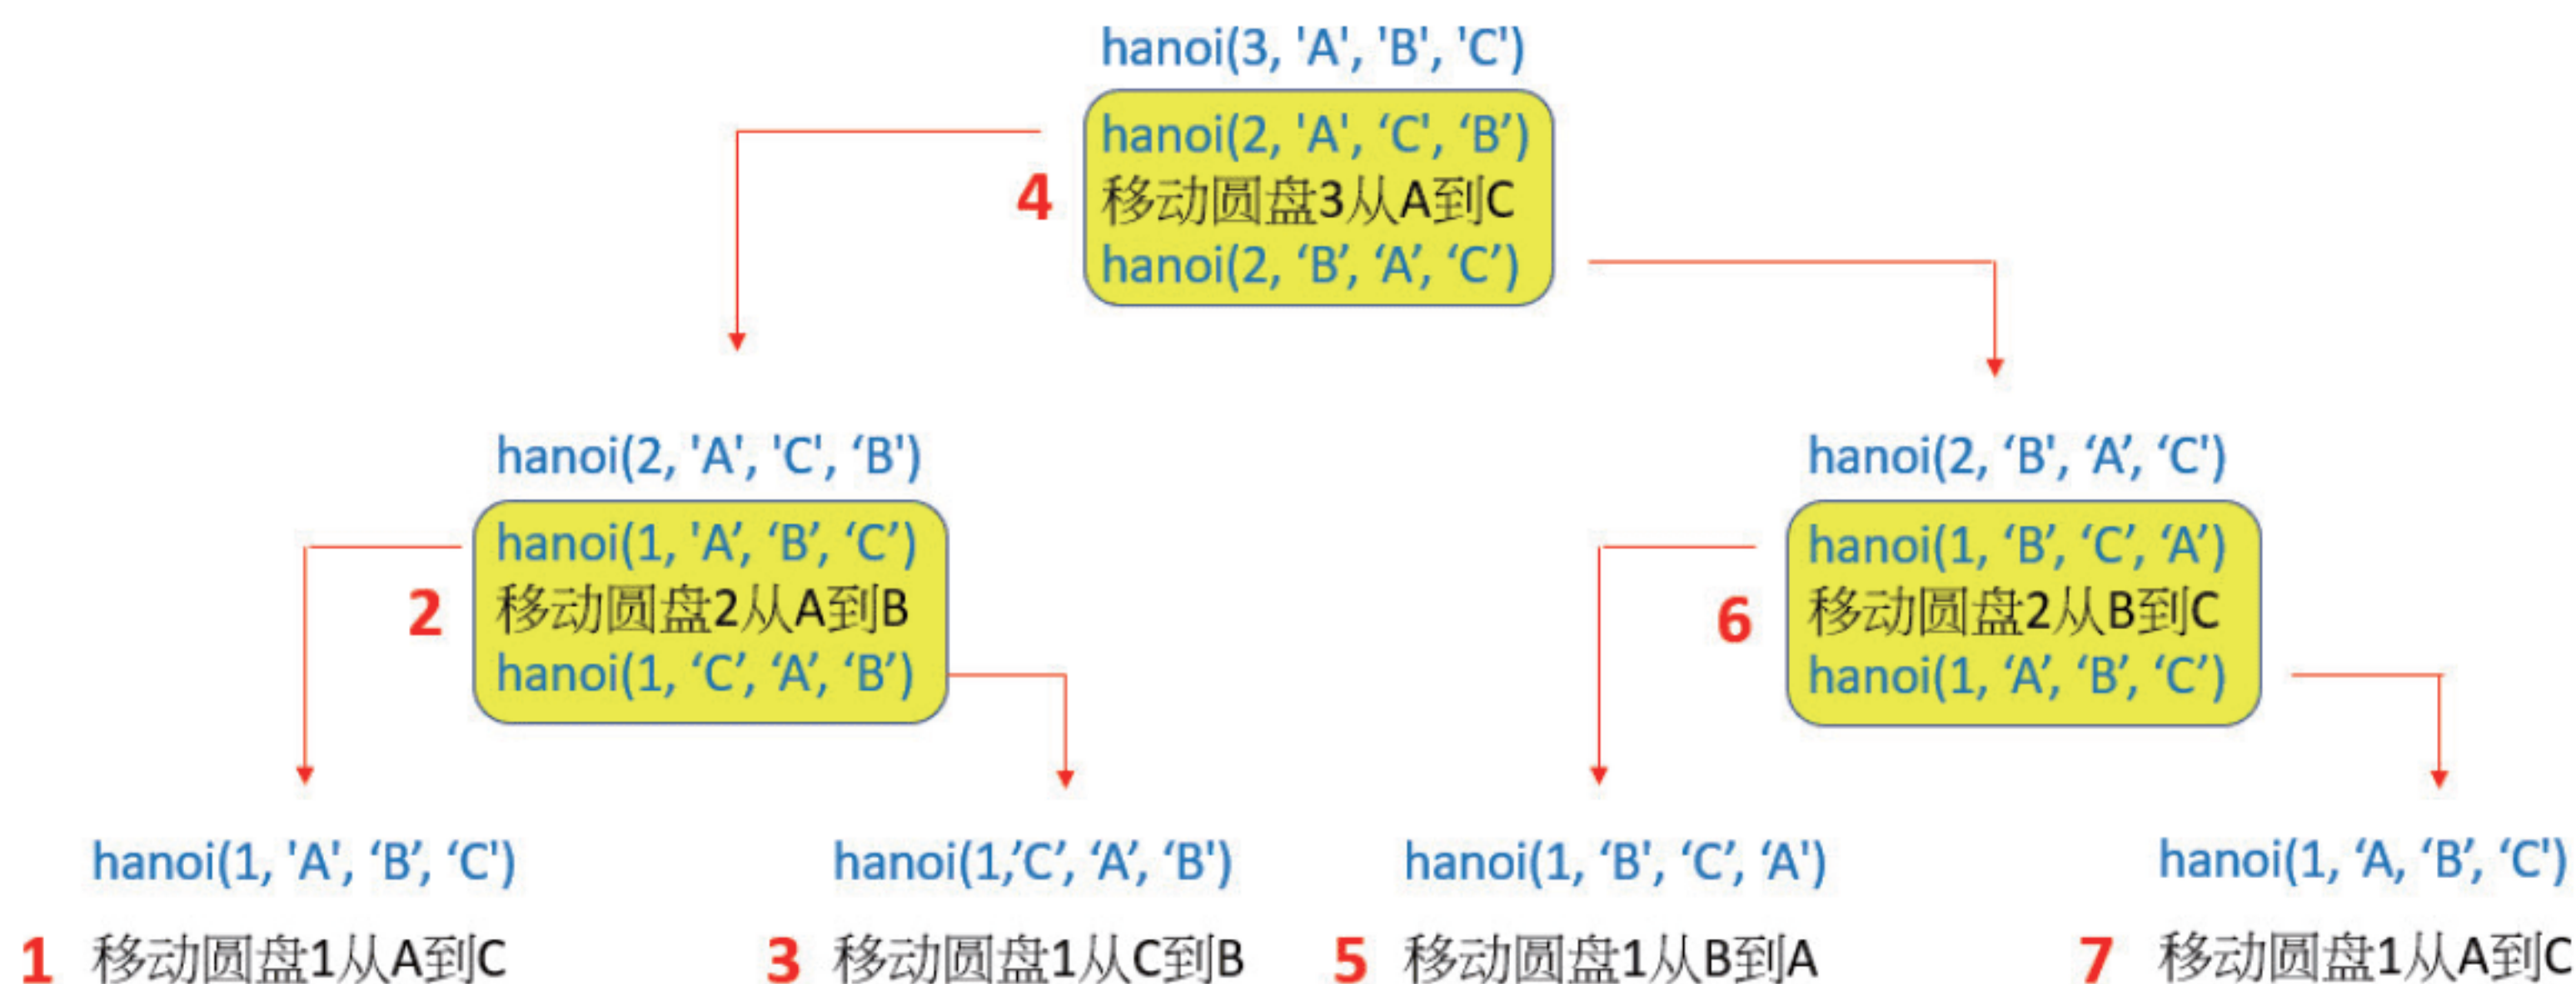 hanoi(3, 'A', 'B', 'C')
hanoi(2, 'A', ‘C', ‘B’)
4 移动圆盘3从A到C
hanoi(2, ‘B’, ‘A’, ‘C’)
hanoi(2, 'A', 'C', ‘B')
hanoi(1, 'A’, ‘B’, ‘C’)
2 移动圆盘2从A到B
hanoi(1, ‘C’, ‘A’, ‘B’)
hanoi(2, ‘B', ‘A’, ‘C')
hanoi(1, ‘B’, ‘C’, ‘A’)
6 移动圆盘2从B到C
hanoi(1, ‘A’, ‘B’, ‘C’)
hanoi(1, 'A', ‘B’, ‘C')
1 移动圆盘1从A到C
hanoi(1,’C’, ‘A’, ‘B')
3 移动圆盘1从C到B
hanoi(1, ‘B', ‘C’, ‘A')
5 移动圆盘1从B到A
hanoi(1, ‘A, ‘B’, ‘C')
7 移动圆盘1从A到C